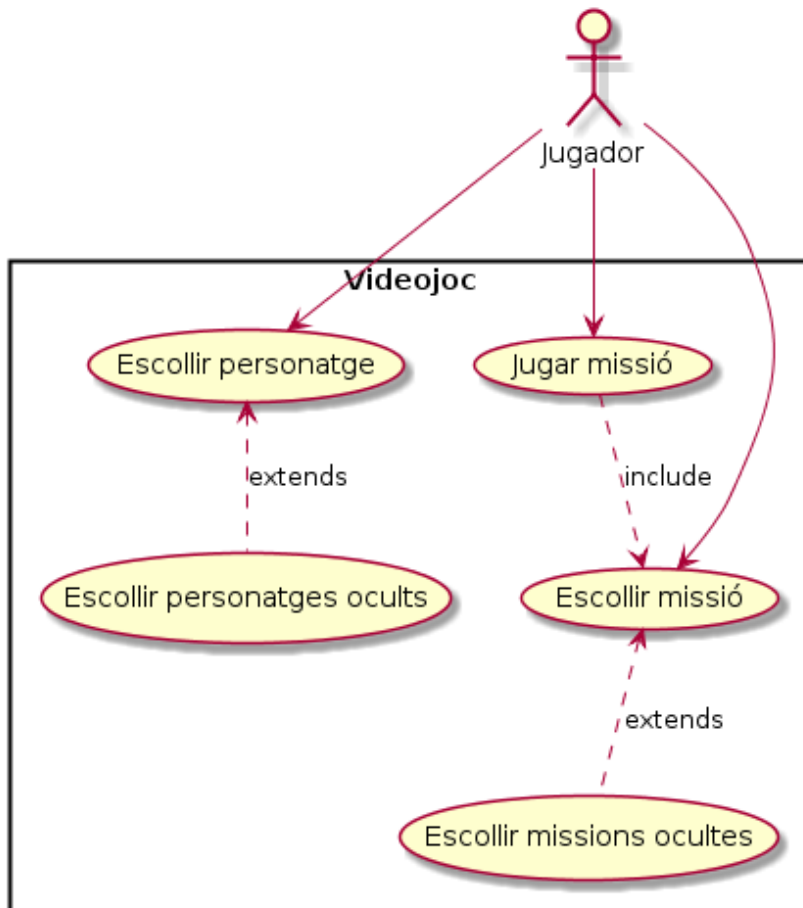 Jugador
Videojoc
Escollir personatge
Jugar missió
extends
include
Escollir personatges ocults
Escollir missió
extends
Escollir missions ocultes